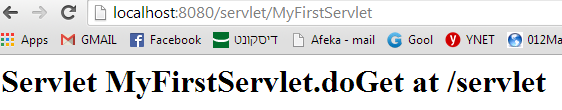 localhost:8080/servlet/MyFirstServlet
Apps GMAIL Facebook דיסקונט Afeka - mail Gool YNET 012Ma
Servlet MyFirstServlet.doGet at /servlet